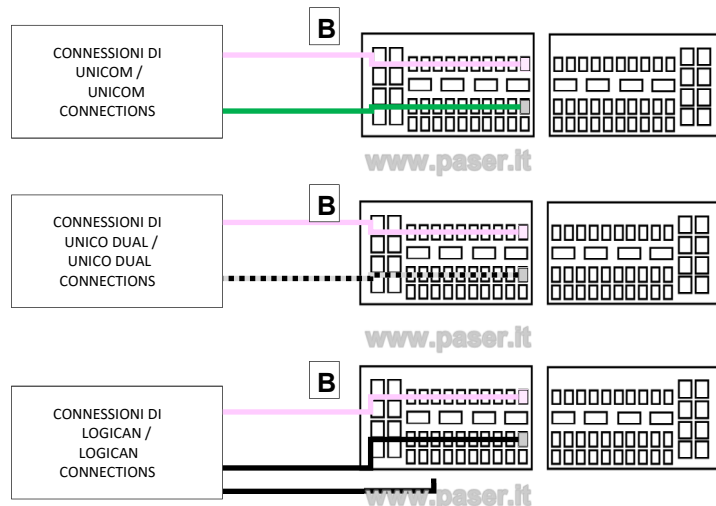 B
CONNESSIONI DI
UNICOM /
UNICOM
CONNECTIONS
www.paser.it
B
CONNESSIONI DI
UNICO DUAL /
UNICO DUAL
CONNECTIONS
www.paser.it
B
CONNESSIONI DI
LOGICAN /
LOGICAN
CONNECTIONS
www.paser.it